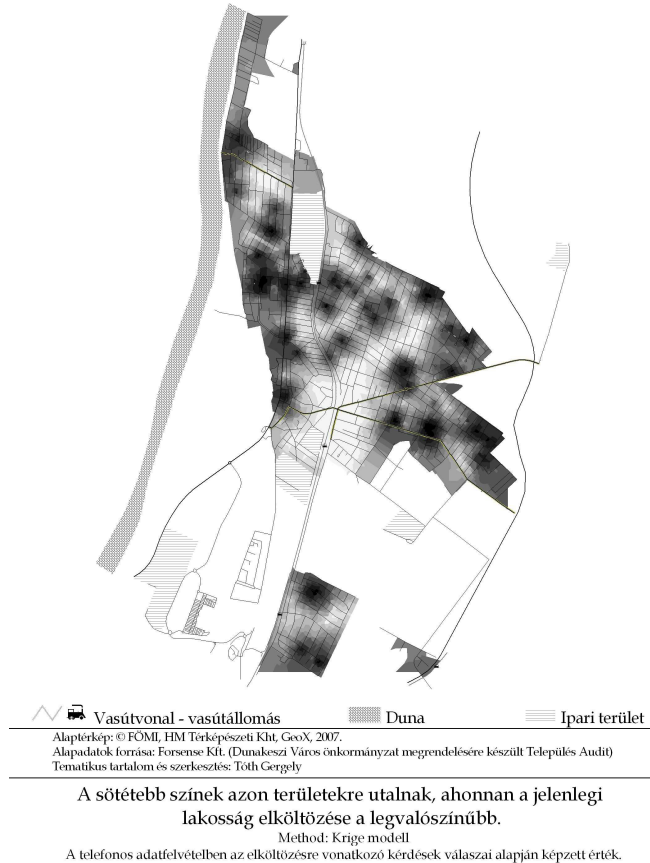 Vasútvonal - vasútállomás Duna Ipari terület
Alaptérkép: © FÖMI, HM Térképészeti Kht, GeoX, 2007.
Alapadatok forrása: Forsense Kft. (Dunakeszi Város önkormányzat megrendelésére készült Település Audit)
Tematikus tartalom és szerkesztés: Tóth Gergely
A sötétebb színek azon területekre utalnak, ahonnan a jelenlegi
lakosság elköltözése a legvalószínűbb.
Method: Krige modell
A telefonos adatfelvételben az elköltözésre vonatkozó kérdések válaszai alapján képzett érték.